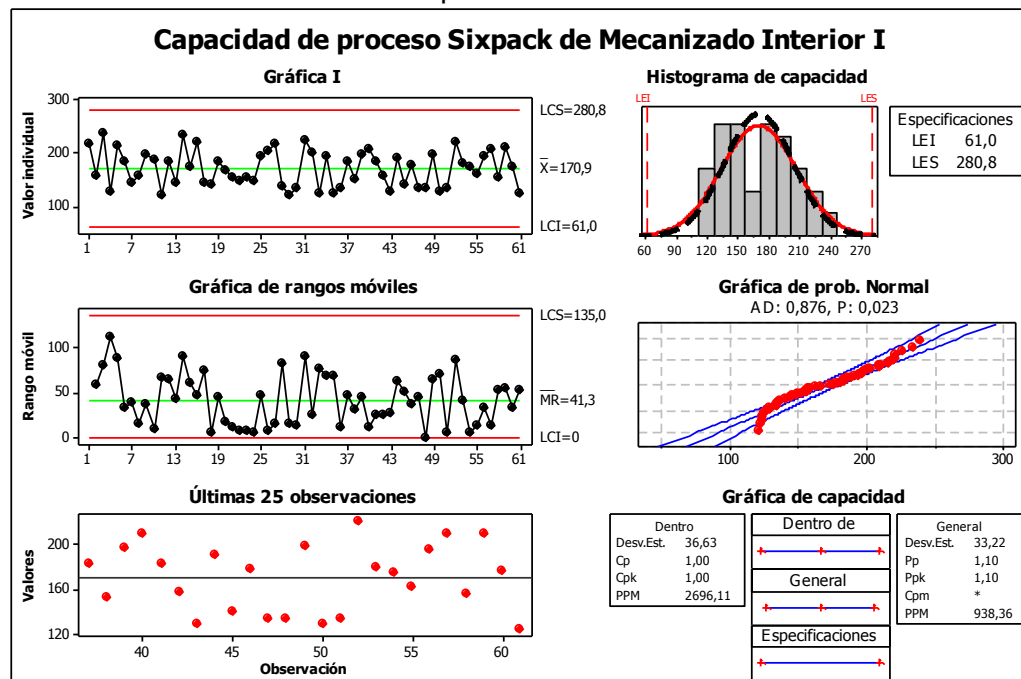 Capacidad de proceso Sixpack de Mecanizado Interior I
Gráfica I
Valor individual
300
200
100
1 7 13 14 25 31 37 43 49 55 61
LCS=280,8
X=170,9
LCI=61,0
Histograma de capacidad
LEI
LES
60 90 120 150 180 210 240 270
Especificaciones
LEI 61,0
LES 280,8
Gráfica de rangos móviles
Rango móvil
100
50
0
1 7 13 14 25 31 37 43 49 55 61
LCS=135,0
MR=41,3
LCI=0
Gráfica de prob. Normal
AD: 0,876, P: 0,023
100 200 300
Últimas 25 observaciones
Valores
200
160
120
40 45 50 55 60
Observación
Gráfica de capacidad
Dentro
Desv.Est. 36,63
Cp 1,00
Cpk 1,00
PPM 2696,11
Dentro de
General
Especificaciones
General
Desv.Est. 33,22
Pp 1,10
Ppk 1,10
Cpm *
PPM 938,36